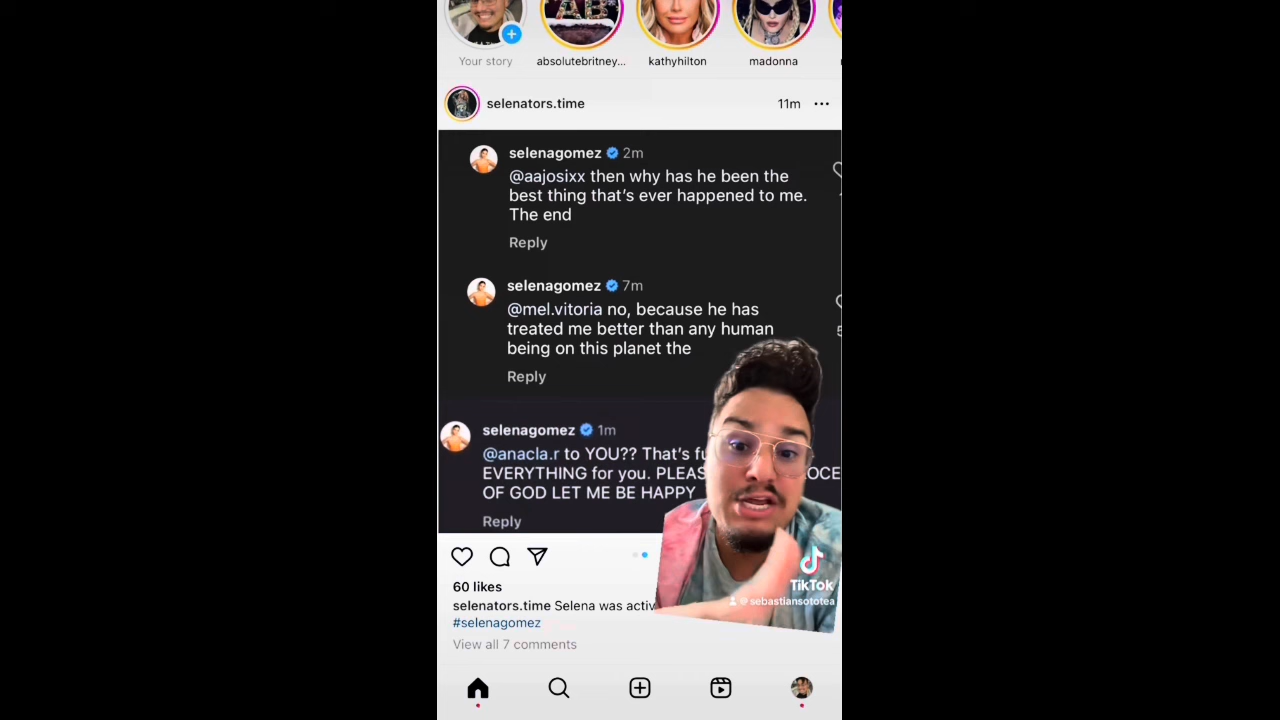 Your story
absolutebritney...
kathyhilton
madonna
selenators.time
11m
selenagomez 2m
@aajosixx then why has he been the
best thing that's ever happened to me.
The end
Reply
selenagomez 7m
@mel.vitoria no, because he has
treated me better than any human
being on this planet the
Reply
selenagomez 1m
@anacla.r to YOU?? That's fu
EVERYTHING for you. PLEAS OCE
OF GOD LET ME BE HAPPY
Reply
60 likes
selenators.time Selena was activ
#selenagomez
View all 7 comments
TikTok
@sebastiansototea